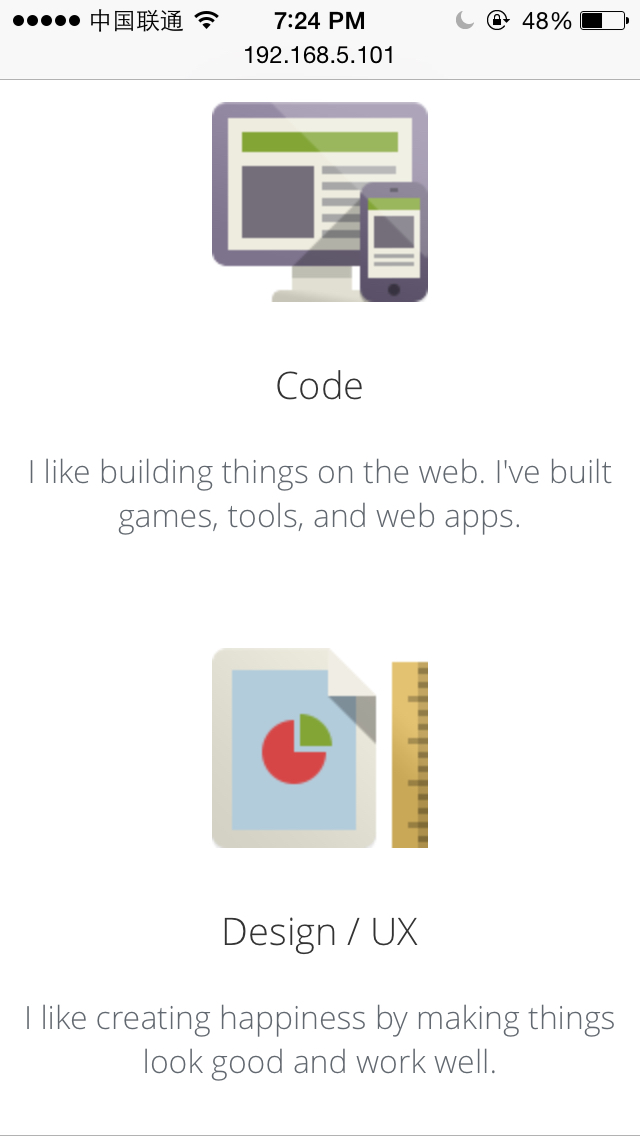 中国联通 7:24 PM 48%
192.168.5.101
Code
I like building things on the web. I've built
games, tools, and web apps.
Design / UX
I like creating happiness by making things
look good and work well.